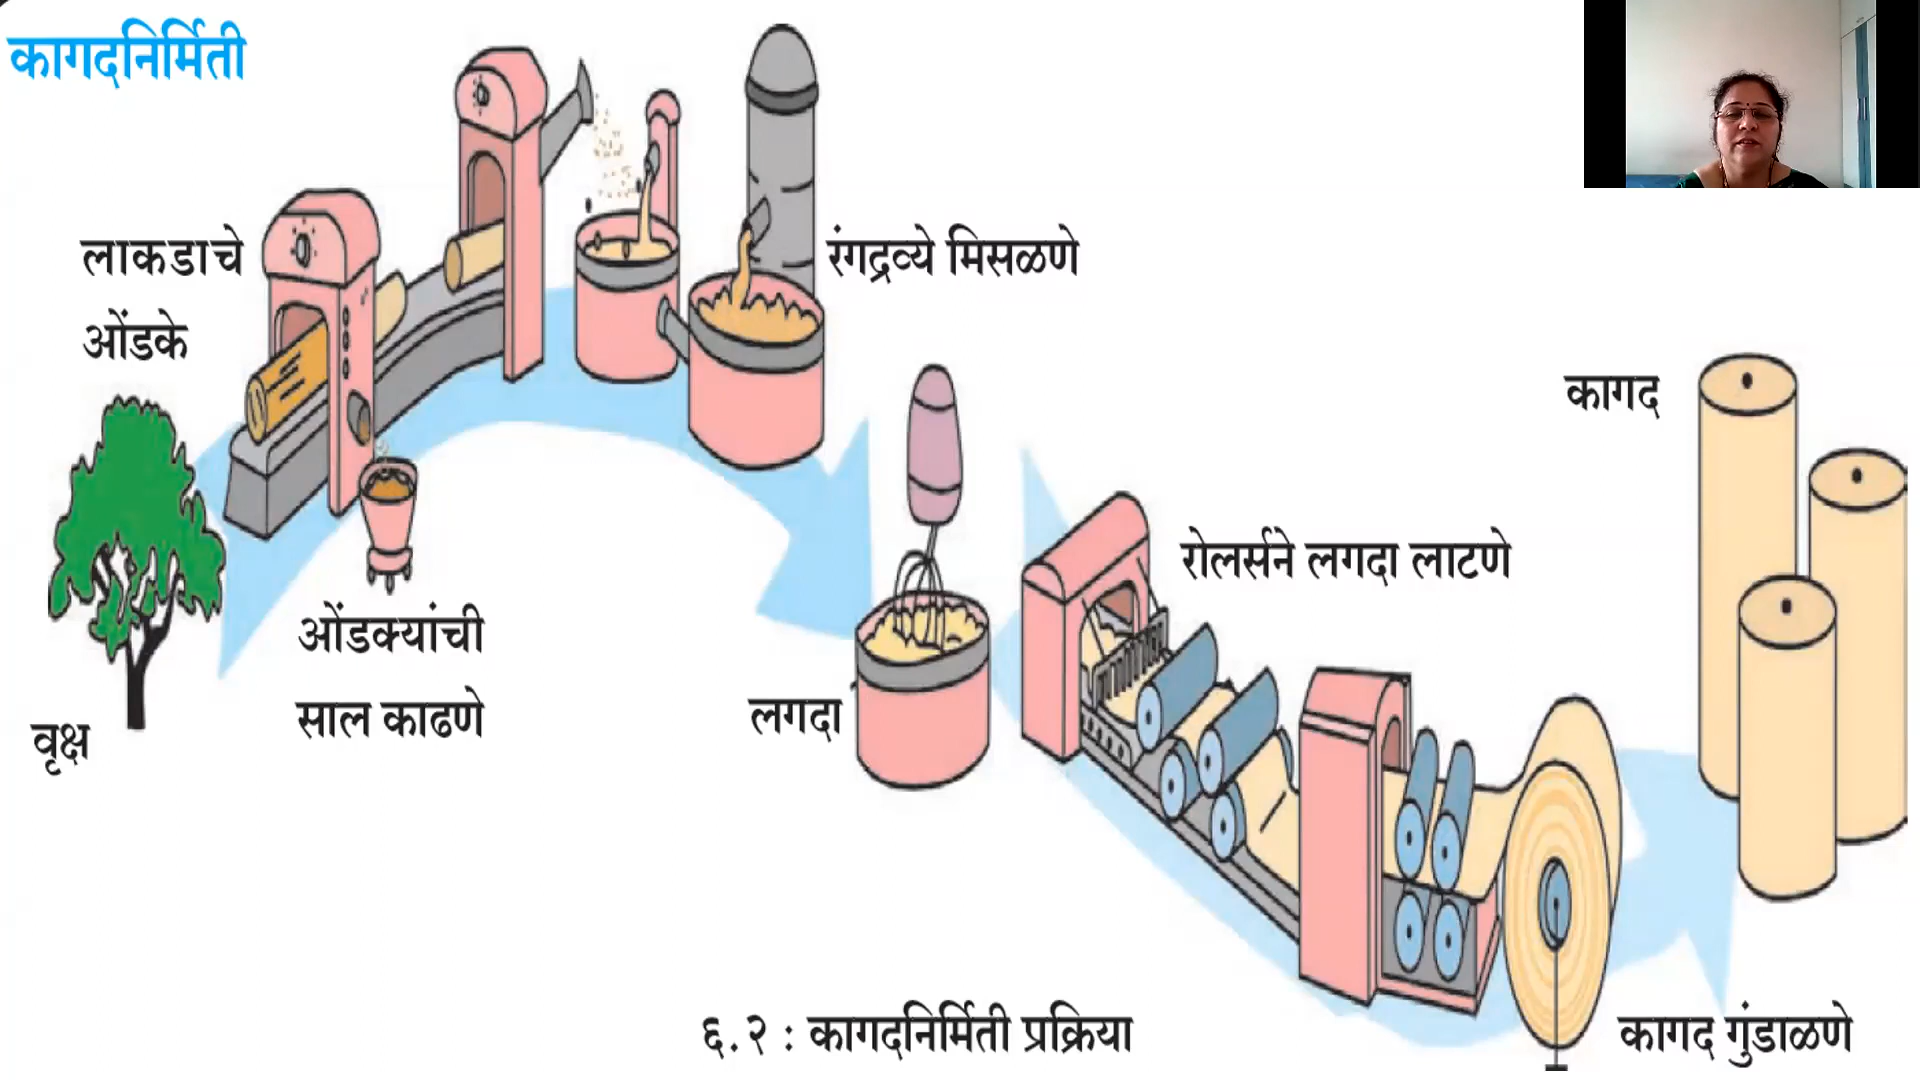 कागदनिर्मिती
लाकडाचे
ओंडके
रंगद्रव्ये मिसळणे
कागद
रोलर्सने लगदा लाटणे
ओंडक्यांची
साल काढणे
लगदा
वृक्ष
६.२ : कागदनिर्मिती प्रक्रिया
कागद गुंडाळणे